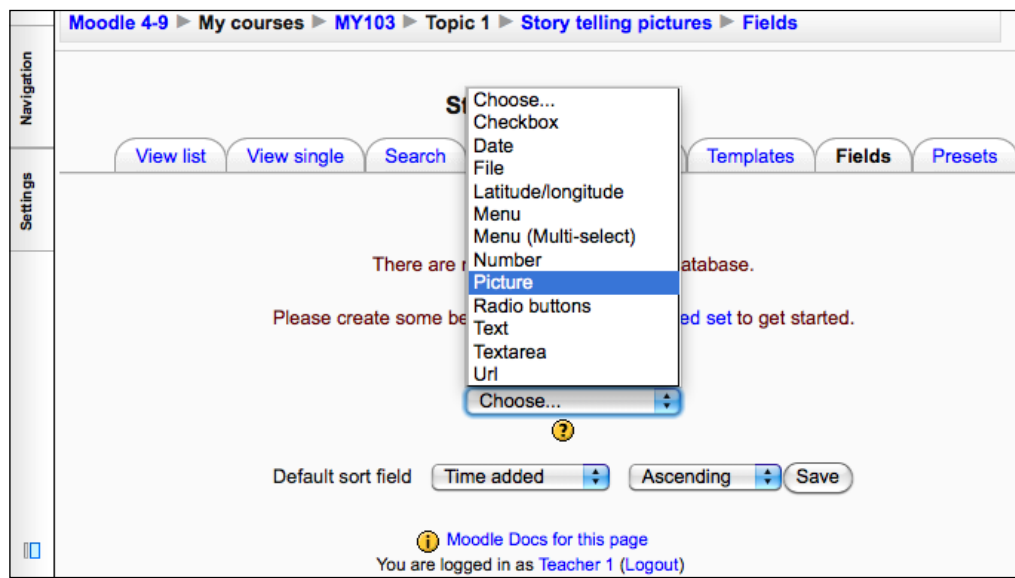 Moodle 4-9 ► My courses ► MY103 ► Topic 1 ► Story telling pictures ► Fields
Navigation
Settings
St
View list View single Search Templates Fields Presets
Choose...
Checkbox
Date
File
Latitude/longitude
Menu
Menu (Multi-select)
Number
Picture
Radio buttons
Text
Textarea
Url
There are atabase.
Please create some be ed set to get started.
Choose...
?
Default sort field Time added Ascending Save
i Moodle Docs for this page
You are logged in as Teacher 1 (Logout)